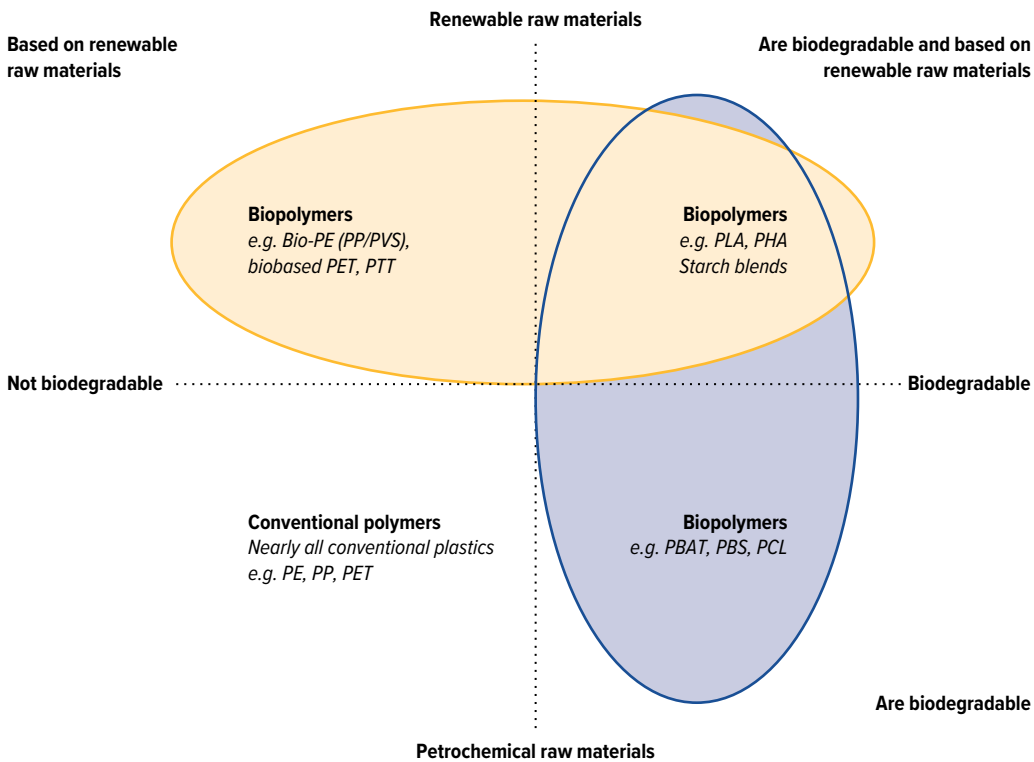 Renewable raw materials
Based on renewable
raw materials
Are biodegradable and based on
renewable raw materials
Biopolymers
e.g. Bio-PE (PP/PVS),
biobased PET, PTT
Biopolymers
e.g. PLA, PHA
Starch blends
Not biodegradable
Biodegradable
Conventional polymers
Nearly all conventional plastics
e.g. PE, PP, PET
Biopolymers
e.g. PBAT, PBS, PCL
Are biodegradable
Petrochemical raw materials